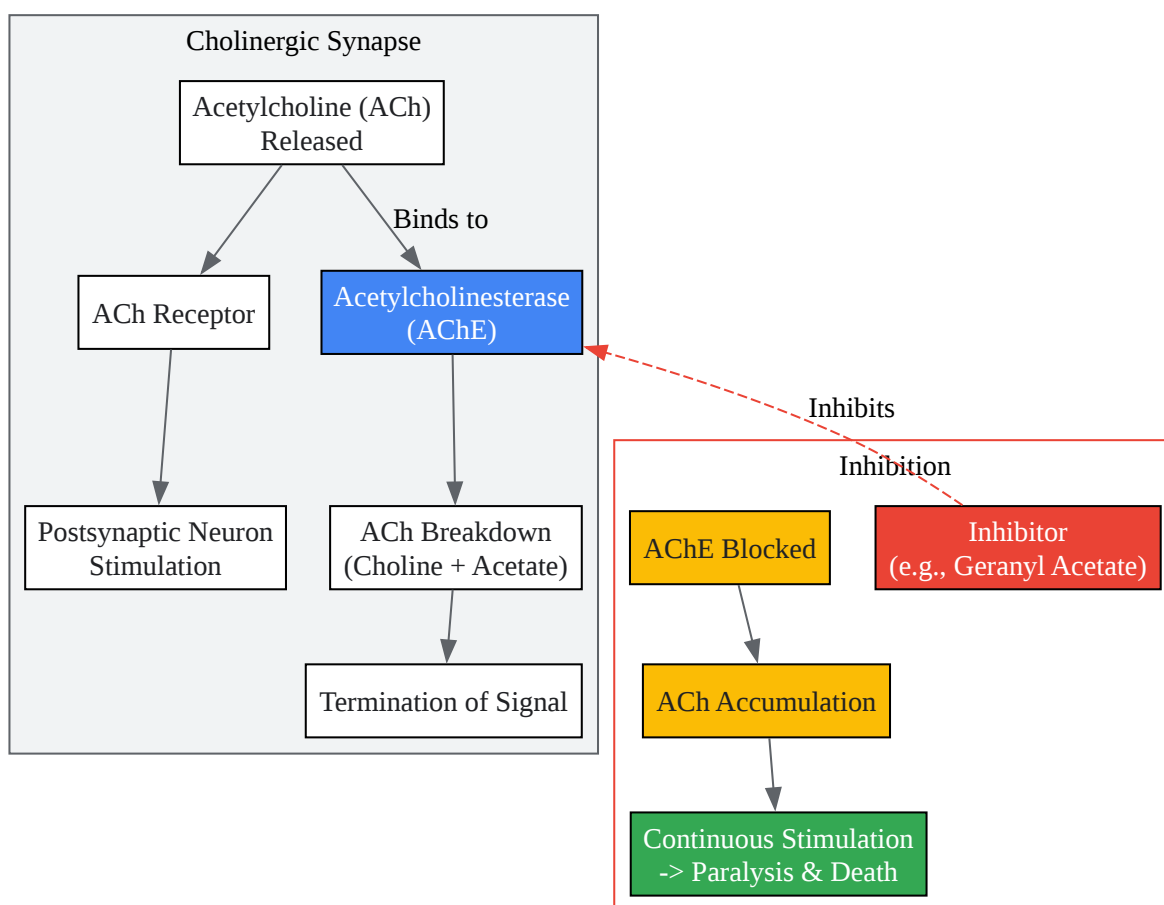 Cholinergic Synapse
Acetylcholine (ACh)
Released
Binds to
ACh Receptor
Acetylcholinesterase
(AChE)
Postsynaptic Neuron
Stimulation
ACh Breakdown
(Choline + Acetate)
Termination of Signal
Inhibits
Inhibition
AChE Blocked
Inhibitor
(e.g., Geranyl Acetate)
ACh Accumulation
Continuous Stimulation
-> Paralysis & Death